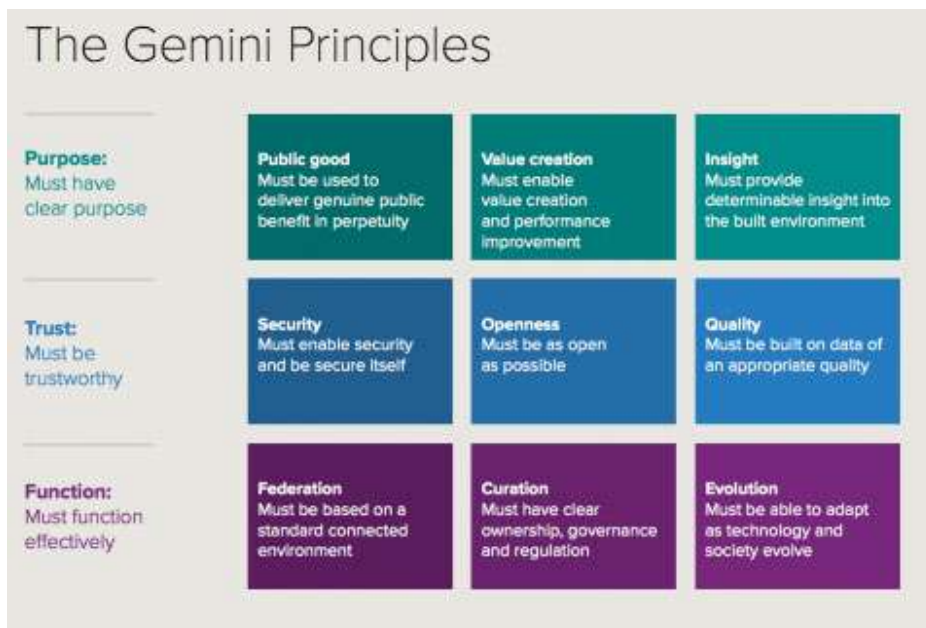 The Gemini Principles
Purpose:
Must have
clear purpose
Public good
Must be used to
deliver genuine public
benefit in perpetuity
Value creation
Must enable
value creation
and performance
improvement
Insight
Must provide
determinable insight into
the built environment
Trust:
Must be
trustworthy
Security
Must enable security
and be secure itself
Openness
Must be as open
as possible
Quality
Must be built on data of
an appropriate quality
Function:
Must function
effectively
Federation
Must be based on a
standard connected
environment
Curation
Must have clear
ownership, governance
and regulation
Evolution
Must be able to adapt
as technology and
society evolve